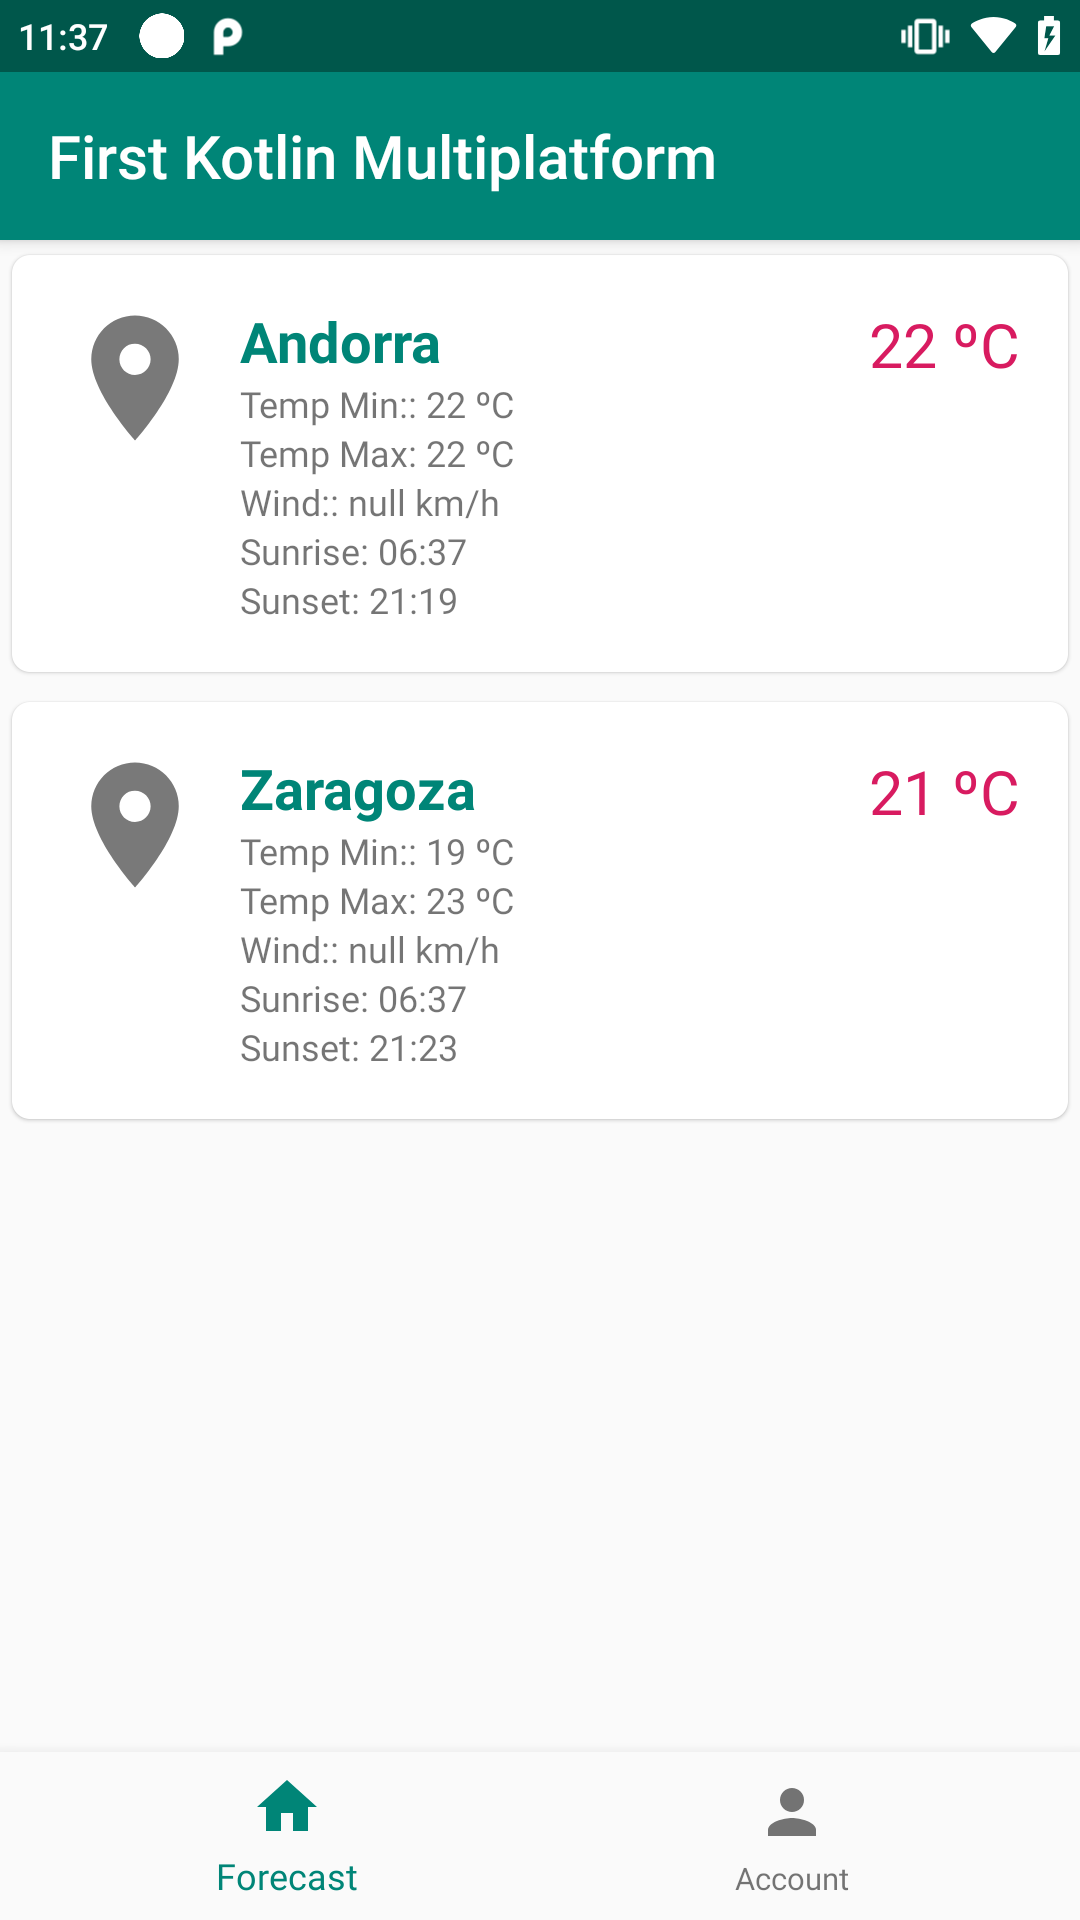 11:37
First Kotlin Multiplatform
Andorra
22 ºC
Temp Min:: 22 ºC
Temp Max: 22 ºC
Wind:: null km/h
Sunrise: 06:37
Sunset: 21:19
Zaragoza
21 ºC
Temp Min:: 19 ºC
Temp Max: 23 ºC
Wind:: null km/h
Sunrise: 06:37
Sunset: 21:23
Forecast
Account